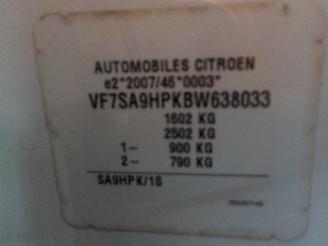 AUTOMOBILES CITROEN
e2*2007/46*0003*
VF7SA9HPKBW638033
1602 KG
2502 KG
1- 900 KG
2- 790 KG
SA9HPK/1S